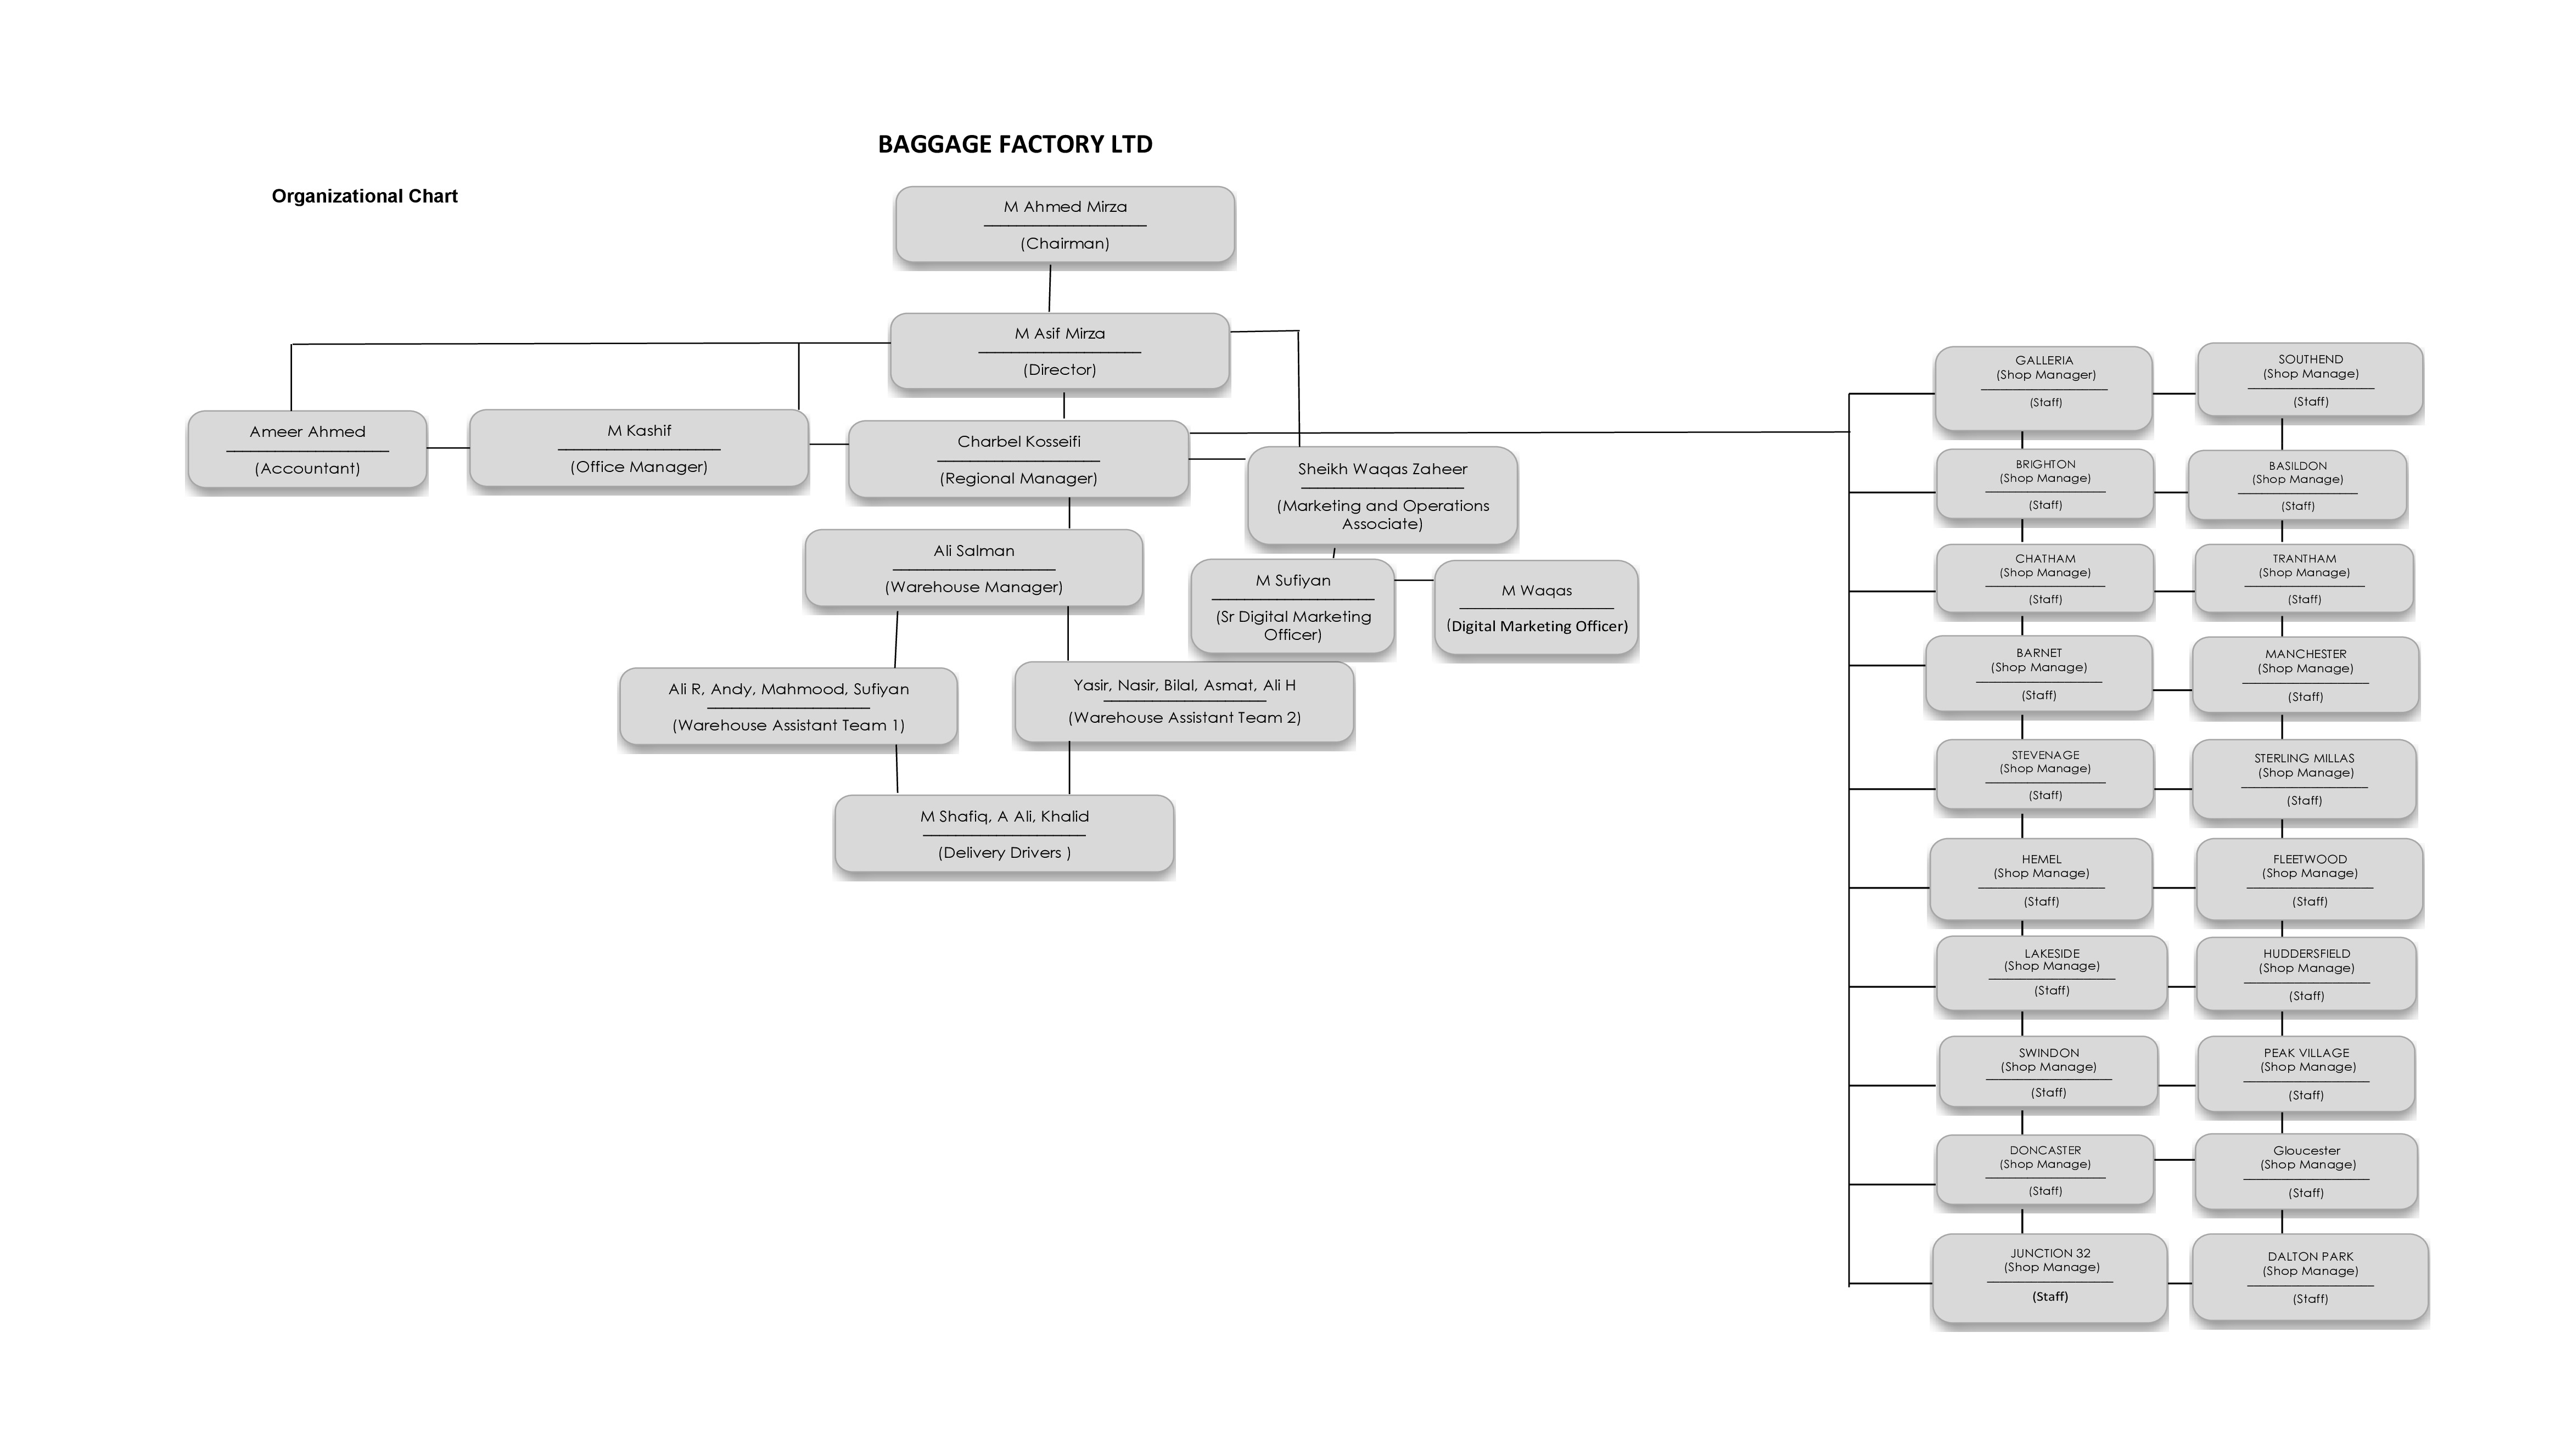 BAGGAGE FACTORY LTD
Organizational Chart
M Ahmed Mirza
(Chairman)
M Asif Mirza
(Director)
Ameer Ahmed
(Accountant)
M Kashif
(Office Manager)
Charbel Kosseifi
(Regional Manager)
Sheikh Waqas Zaheer
(Marketing and Operations
Associate)
Ali Salman
(Warehouse Manager)
M Sufiyan
(Sr Digital Marketing
Officer)
M Waqas
(Digital Marketing Officer)
Ali R, Andy, Mahmood, Sufiyan
(Warehouse Assistant Team 1)
Yasir, Nasir, Bilal, Asmat, Ali H
(Warehouse Assistant Team 2)
M Shafiq, A Ali, Khalid
(Delivery Drivers )
GALLERIA
(Shop Manager)
(Staff)
SOUTHEND
(Shop Manage)
(Staff)
BRIGHTON
(Shop Manage)
(Staff)
BASILDON
(Shop Manage)
(Staff)
CHATHAM
(Shop Manage)
(Staff)
TRANTHAM
(Shop Manage)
(Staff)
BARNET
(Shop Manage)
(Staff)
MANCHESTER
(Shop Manage)
(Staff)
STEVENAGE
(Shop Manage)
(Staff)
STERLING MILLAS
(Shop Manage)
(Staff)
HEMEL
(Shop Manage)
(Staff)
FLEETWOOD
(Shop Manage)
(Staff)
LAKESIDE
(Shop Manage)
(Staff)
HUDDERSFIELD
(Shop Manage)
(Staff)
SWINDON
(Shop Manage)
(Staff)
PEAK VILLAGE
(Shop Manage)
(Staff)
DONCASTER
(Shop Manage)
(Staff)
Gloucester
(Shop Manage)
(Staff)
JUNCTION 32
(Shop Manage)
(Staff)
DALTON PARK
(Shop Manage)
(Staff)